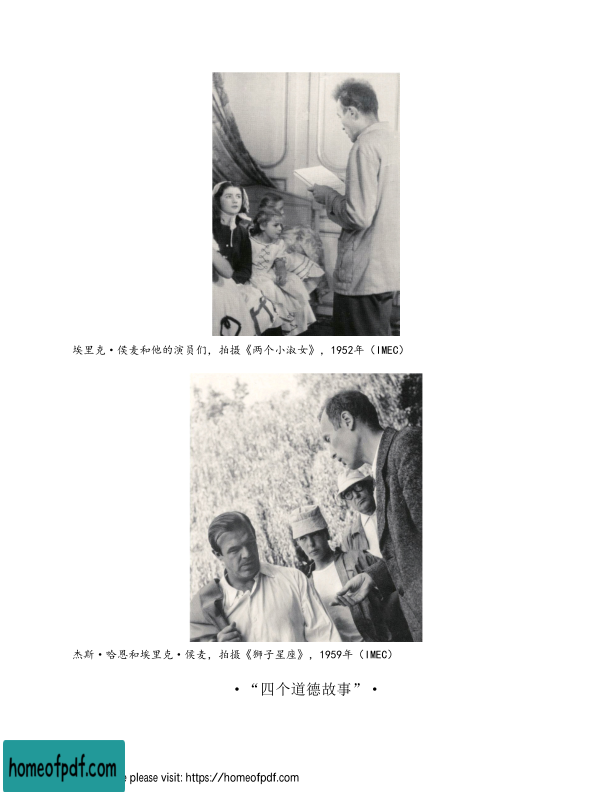 埃里克·侯麦和他的演员们，拍摄《两个小淑女》，1952年（IMEC）
杰斯·哈恩和埃里克·侯麦，拍摄《狮子星座》，1959年（IMEC）
·“四个道德故事”·
homeofpdf.com
e please visit: https://homeofpdf.com